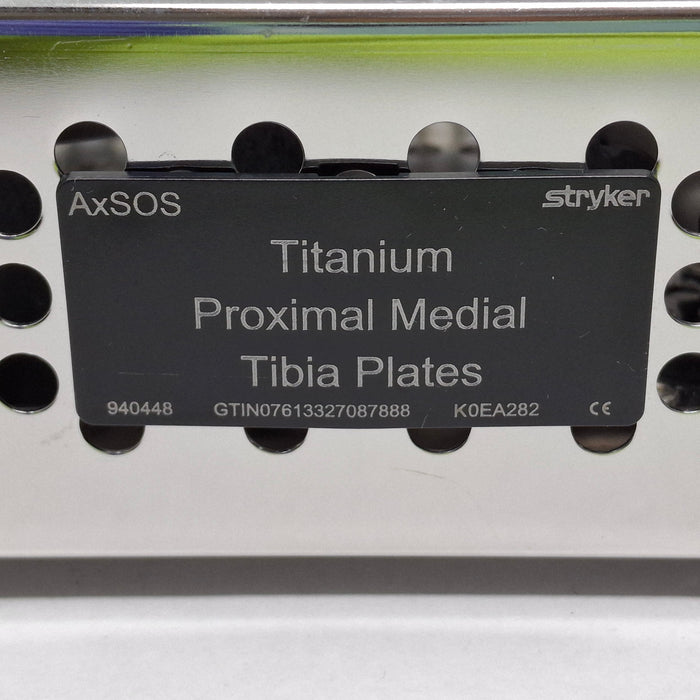 AxSOS stryker
Titanium
Proximal Medial
Tibia Plates
940448 GTIN07613327087888 K0EA282 CE